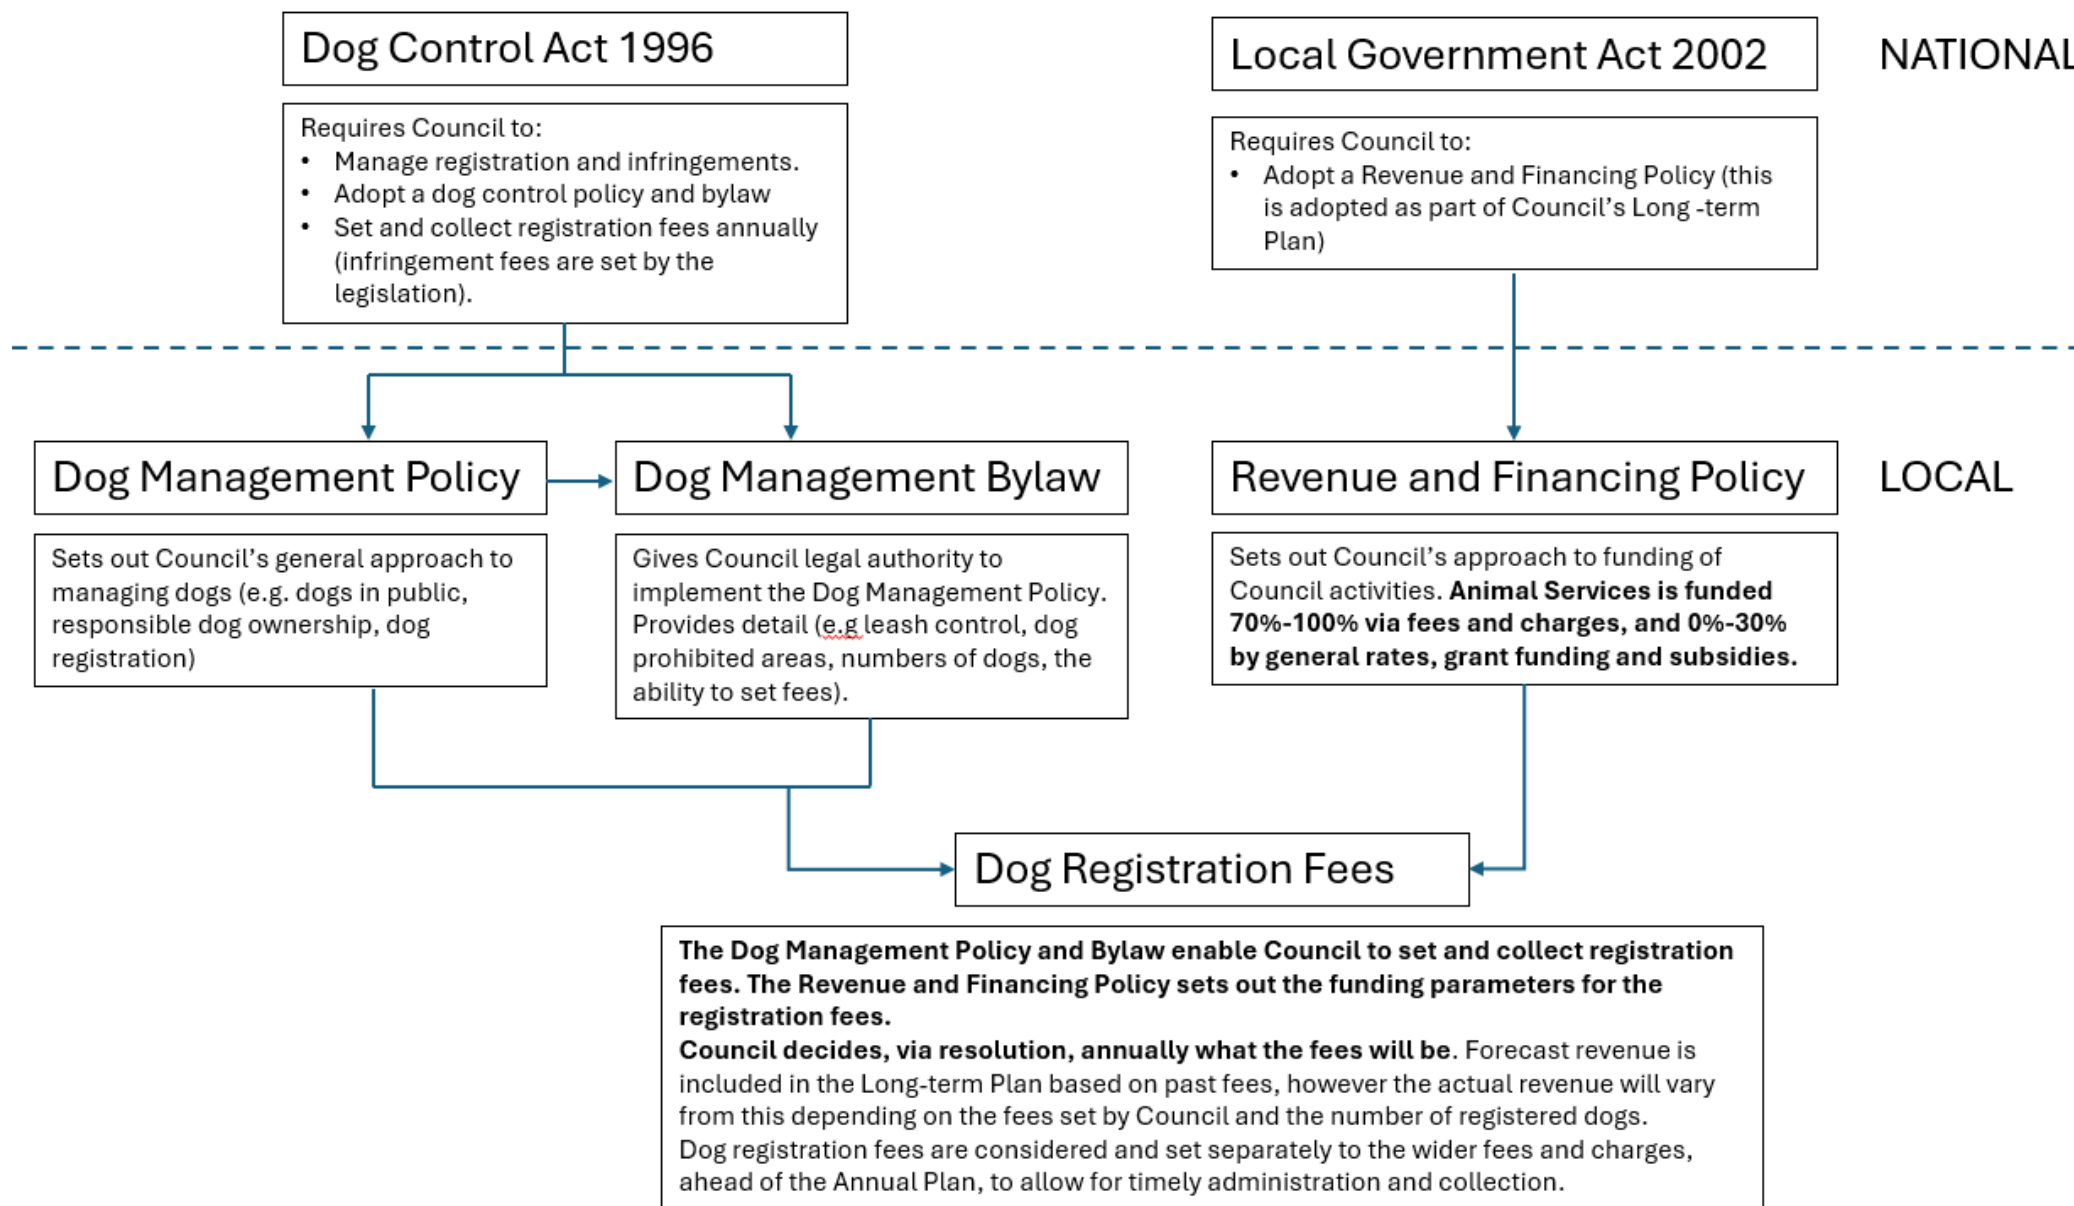 Dog Control Act 1996
Local Government Act 2002
NATIONAL
Requires Council to:
• Manage registration and infringements.
• Adopt a dog control policy and bylaw
• Set and collect registration fees annually
(infringement fees are set by the
legislation).
Requires Council to:
• Adopt a Revenue and Financing Policy (this
is adopted as part of Council's Long -term
Plan)
Dog Management Policy
Dog Management Bylaw
Revenue and Financing Policy
LOCAL
Sets out Council's general approach to
managing dogs (e.g. dogs in public,
responsible dog ownership, dog
registration)
Gives Council legal authority to
implement the Dog Management Policy.
Provides detail (e.g leash control, dog
prohibited areas, numbers of dogs, the
ability to set fees).
Sets out Council's approach to funding of
Council activities. Animal Services is funded
70%-100% via fees and charges, and 0%-30%
by general rates, grant funding and subsidies.
Dog Registration Fees
The Dog Management Policy and Bylaw enable Council to set and collect registration
fees. The Revenue and Financing Policy sets out the funding parameters for the
registration fees.
Council decides, via resolution, annually what the fees will be. Forecast revenue is
included in the Long-term Plan based on past fees, however the actual revenue will vary
from this depending on the fees set by Council and the number of registered dogs.
Dog registration fees are considered and set separately to the wider fees and charges,
ahead of the Annual Plan, to allow for timely administration and collection.